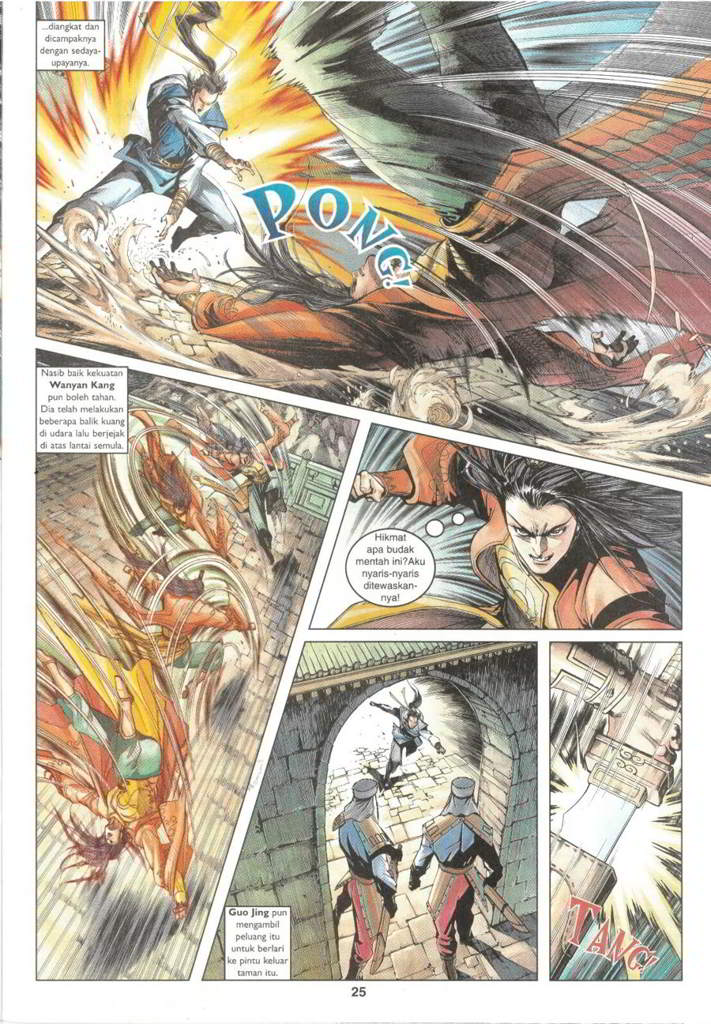 ...diangkat dan
dicampaknya
dengan sedaya-
upayanya.
PONG!
Nasib baik kekuatan
Wanyan Kang
pun boleh tahan.
Dia telah melakukan
beberapa balik kuang
di udara lalu berjejak
di atas lantai semula.
Hikmat
apa budak
mentah ini?Aku
nyaris-nyaris
ditewaskan-
nya!
Guo Jing pun
mengambil
peluang itu
untuk berlari
ke pintu keluar
taman itu.
TANG!
25